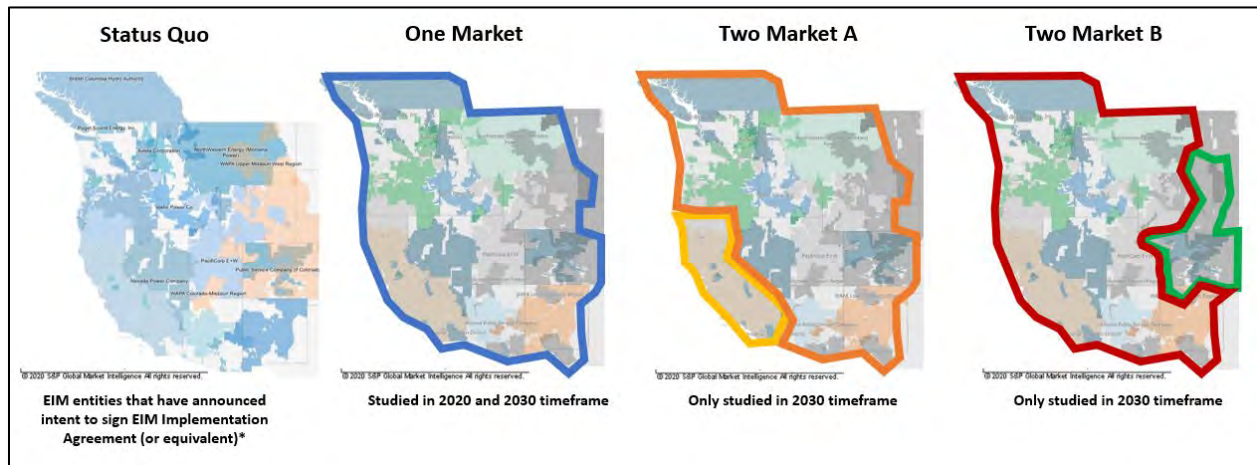 Status Quo
One Market
Two Market A
Two Market B
British Columbia Hydro Authority
Puget Sound Energy, Inc.
Avista Corporation
NorthWestern Energy (Montana
Power)
WAPA Upper Missouri West Region
Idaho Power Co
PacifiCorp E+W
Public Service Company of Colorado
Nevada Power Company
WAPA Colorado-Missouri Region
© 2020 S&P Global Market Intelligence All rights reserved.
© 2020 S&P Global Market Intelligence All rights reserved.
© 2020 S&P Global Market Intelligence All rights reserved.
© 2020 S&P Global Market Intelligence All rights reserved.
EIM entities that have announced
intent to sign EIM Implementation
Agreement (or equivalent)*
Studied in 2020 and 2030 timeframe
Only studied in 2030 timeframe
Only studied in 2030 timeframe